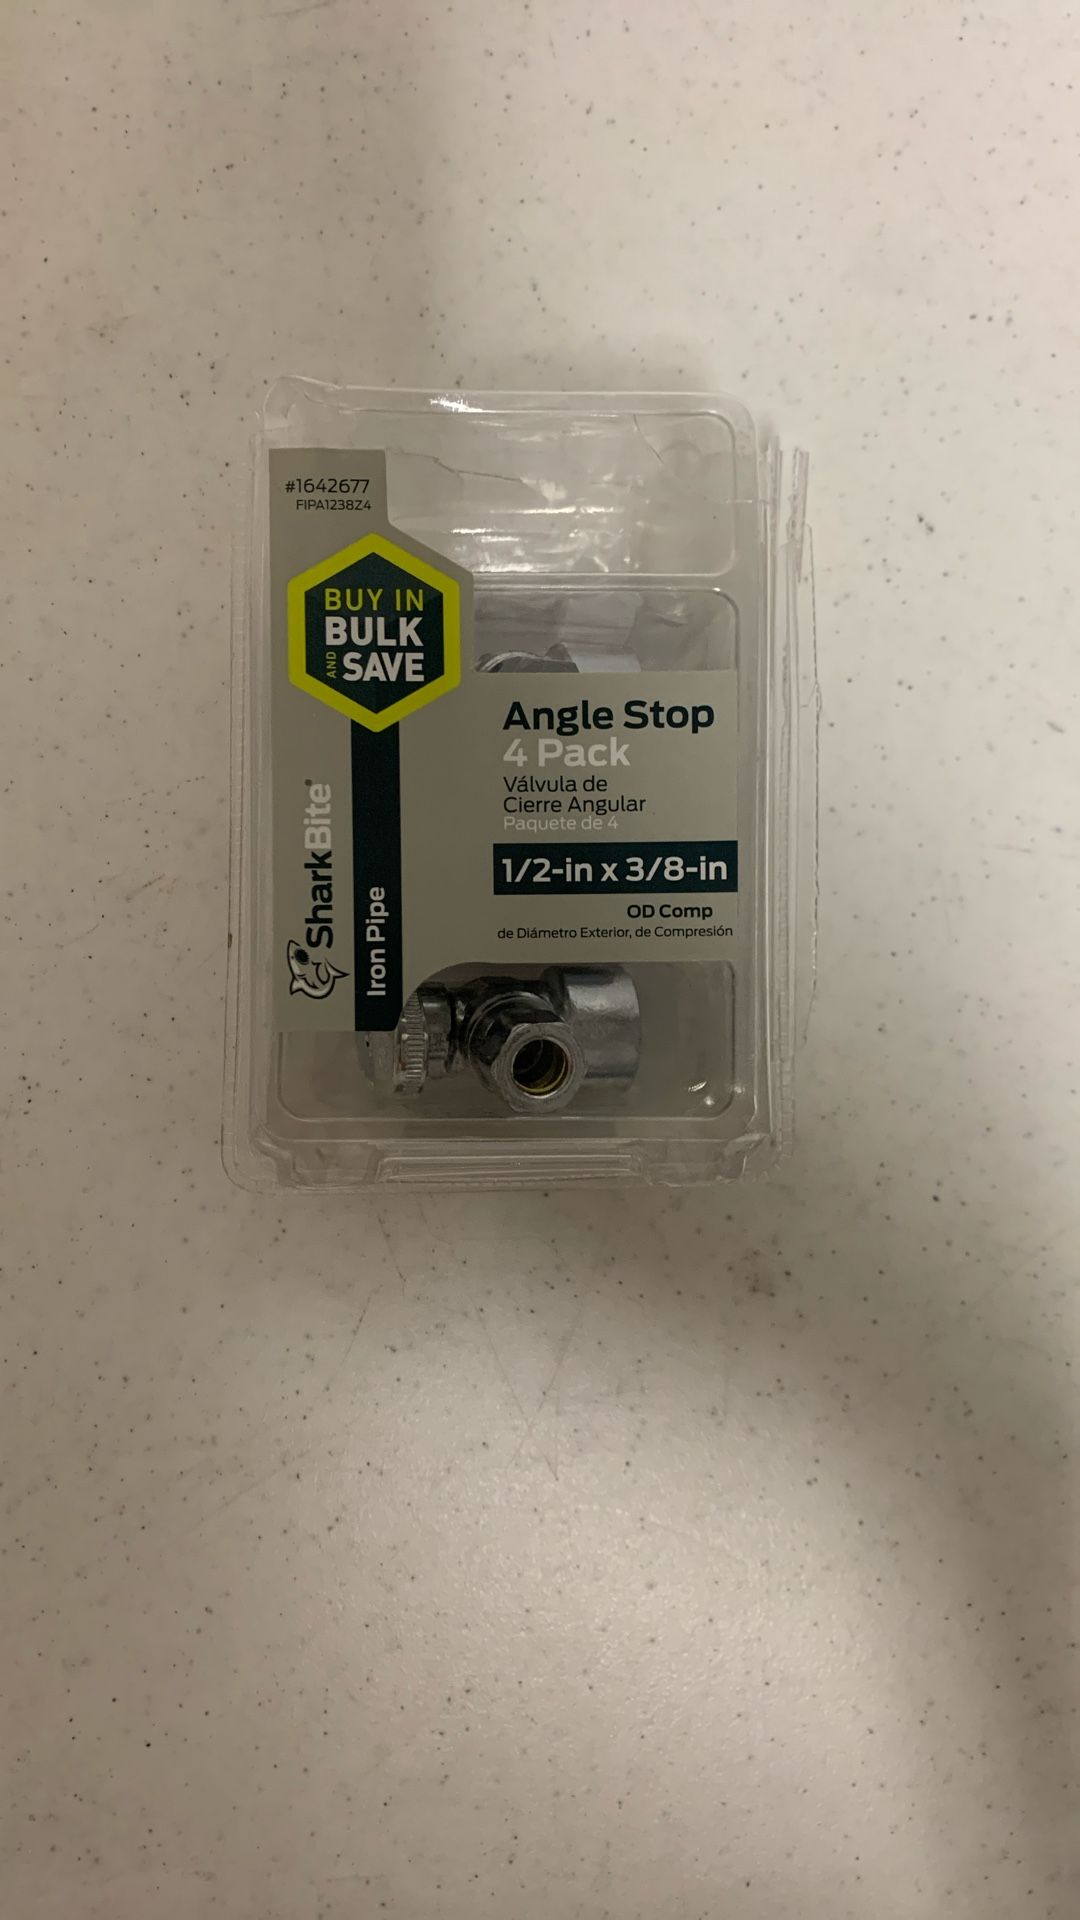 #1642677
FIPA1238Z4
BUY IN
BULK
AND SAVE
SharkBite®
Iron Pipe
Angle Stop
4 Pack
Válvula de
Cierre Angular
Paquete de 4
1/2-in x 3/8-in
OD Comp
de Diámetro Exterior, de Compresión